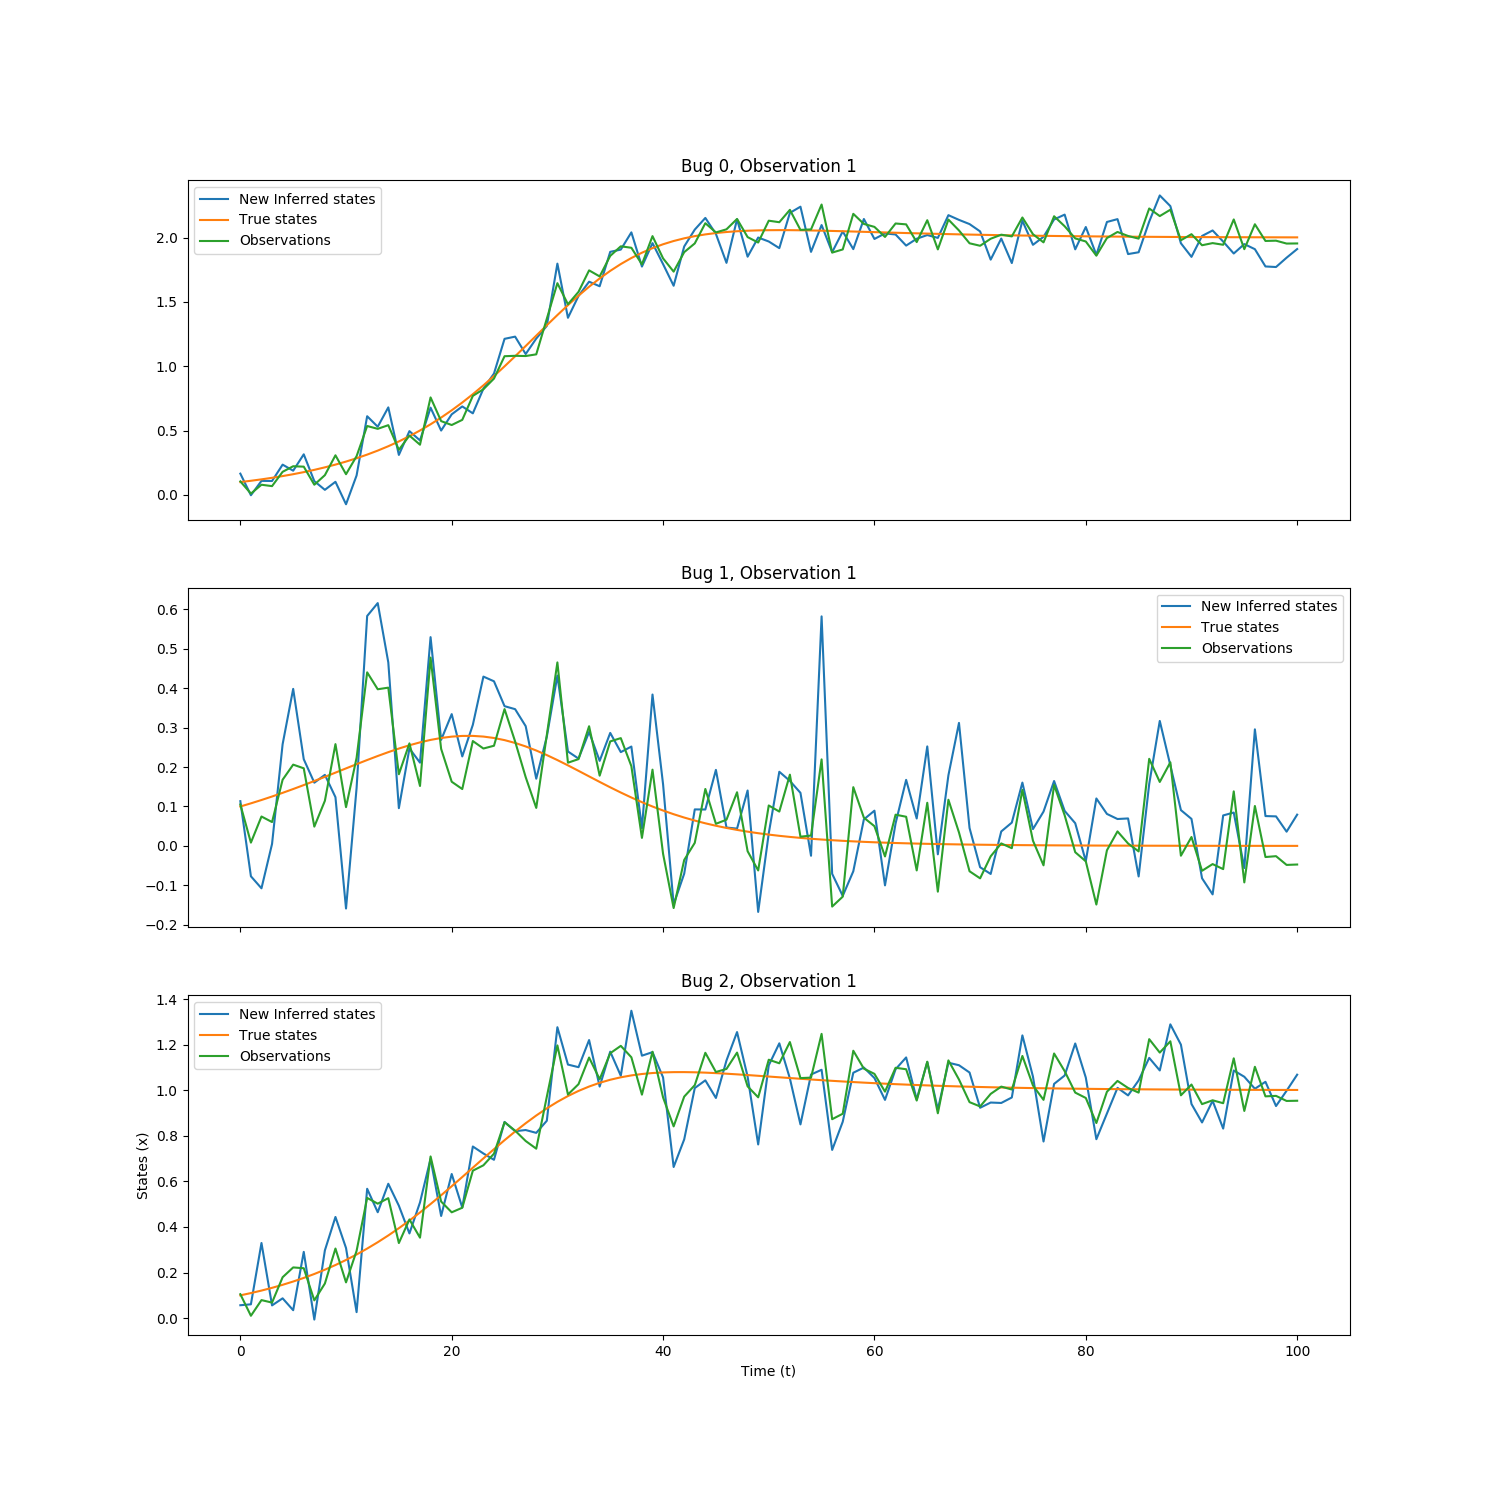 Bug 0, Observation 1
New Inferred states
True states
Observations
2.0
1.5
1.0
0.5
0.0
Bug 1, Observation 1
New Inferred states
True states
Observations
0.6
0.5
0.4
0.3
0.2
0.1
0.0
−0.1
−0.2
Bug 2, Observation 1
New Inferred states
True states
Observations
1.4
1.2
1.0
0.8
0.6
0.4
0.2
0.0
States (x)
0 20 40 60 80 100
Time (t)